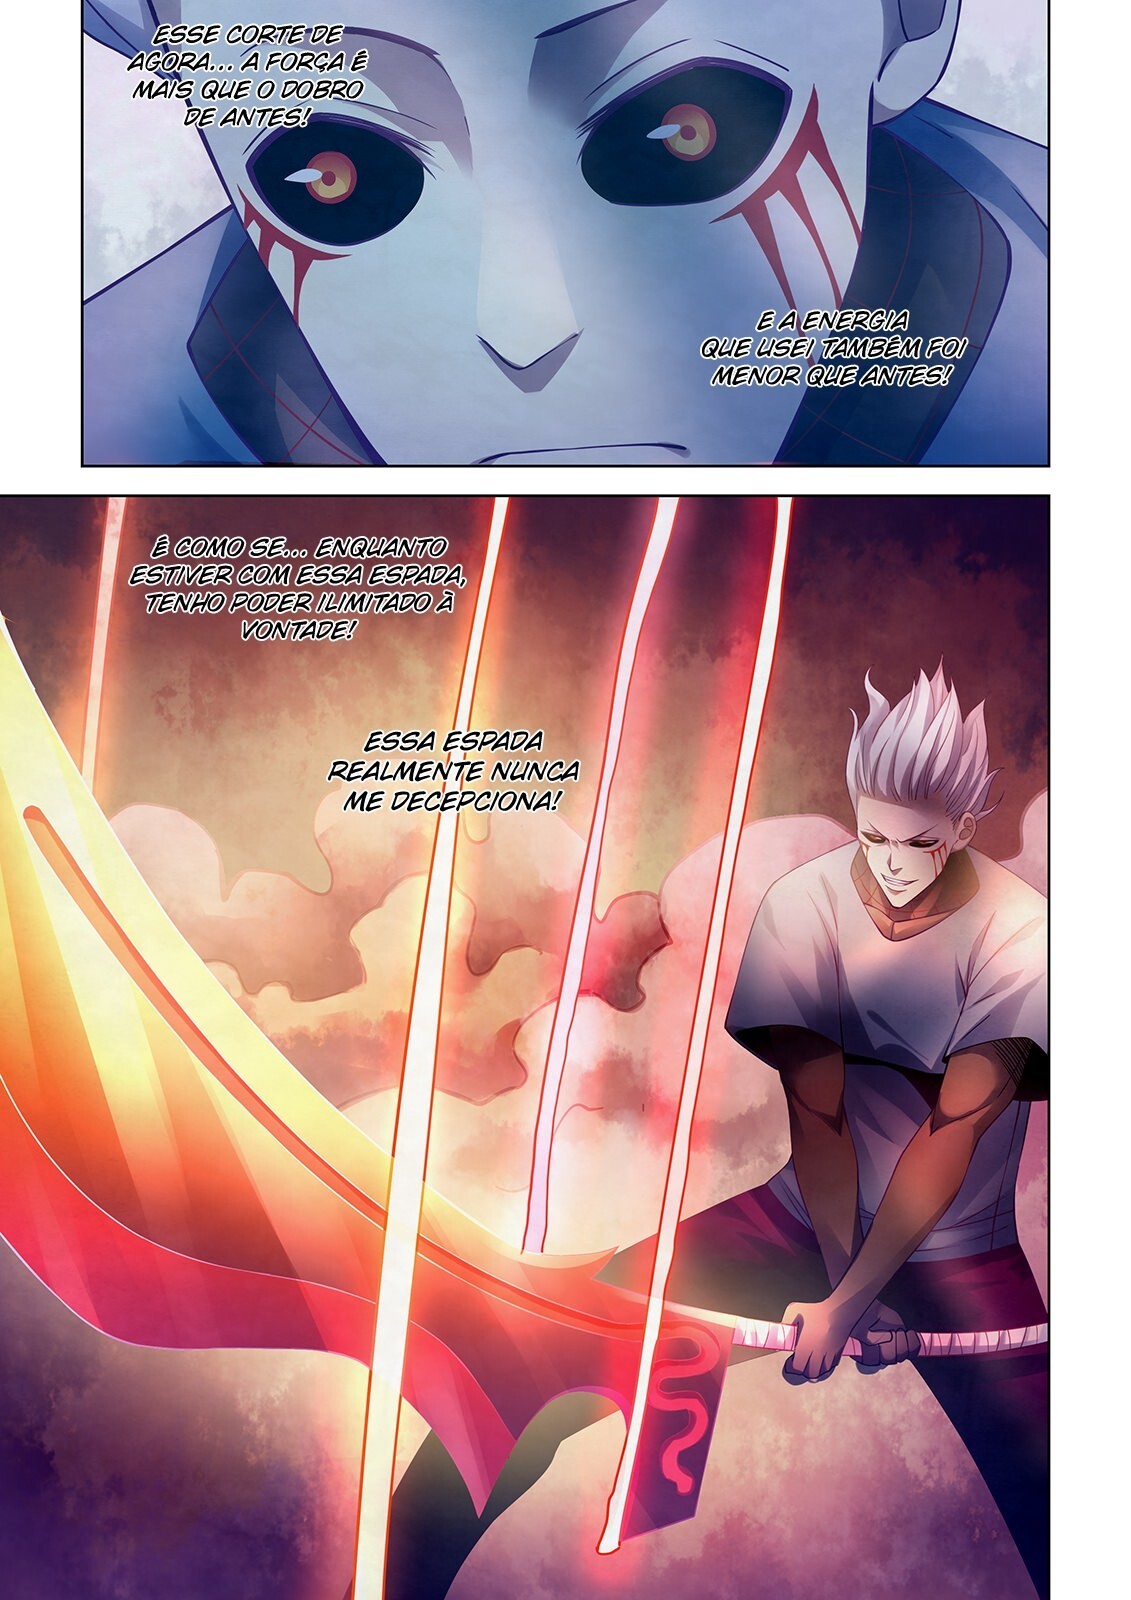 ESSE CORTE DE
AGORA... A FORÇA É
MAIS QUE O DOBRO
DE ANTES!
E A ENERGIA
QUE USEI TAMBÉM FOI
MENOR QUE ANTES!
É COMO SE... ENQUANTO
ESTIVER COM ESSA ESPADA,
TENHO PODER ILIMITADO À
VONTADE!
ESSA ESPADA
REALMENTE NUNCA
ME DECEPCIONA!